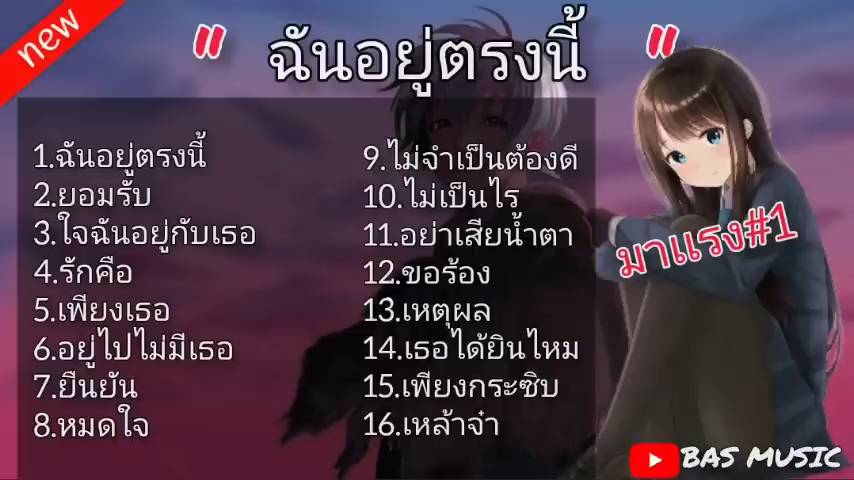 new
" ฉันอยู่ตรงนี้ "
1.ฉันอยู่ตรงนี้
2.ยอมรับ
3.ใจฉันอยู่กับเธอ
4.รักคือ
5.เพียงเธอ
6.อยู่ไปไม่มีเธอ
7.ยืนยัน
8.หมดใจ
9.ไม่จำเป็นต้องดี
10.ไม่เป็นไร
11.อย่าเสียน้ำตา
12.ขอร้อง
13.เหตุผล
14.เธอได้ยินไหม
15.เพียงกระซิบ
16.เหล้าจ๋า
มาแรง#1
BAS MUSIC